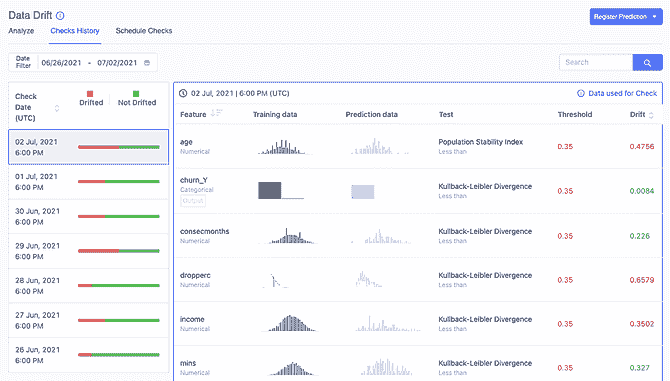 Data Drift
Register Prediction
Analyze Checks History Schedule Checks
Date Filter 06/26/2021 - 07/02/2021
Search
Check Date (UTC)
Drifted Not Drifted
02 Jul, 2021
6:00 PM
01 Jul, 2021
6:00 PM
30 Jun, 2021
6:00 PM
29 Jun, 2021
6:00 PM
28 Jun, 2021
6:00 PM
27 Jun, 2021
6:00 PM
26 Jun, 2021
6:00 PM
02 Jul, 2021 | 6:00 PM (UTC) Data used for Check
Feature Training data Prediction data Test Threshold Drift
age Population Stability Index 0.35 0.4756
Numerical Less than
churn_Y Kullback-Leibler Divergence 0.35 0.0084
Categorical Less than
Output
consecmonths Kullback-Leibler Divergence 0.35 0.226
Numerical Less than
dropperc Kullback-Leibler Divergence 0.35 0.6579
Numerical Less than
income Kullback-Leibler Divergence 0.35 0.3502
Numerical Less than
mins Kullback-Leibler Divergence 0.35 0.327
Numerical Less than